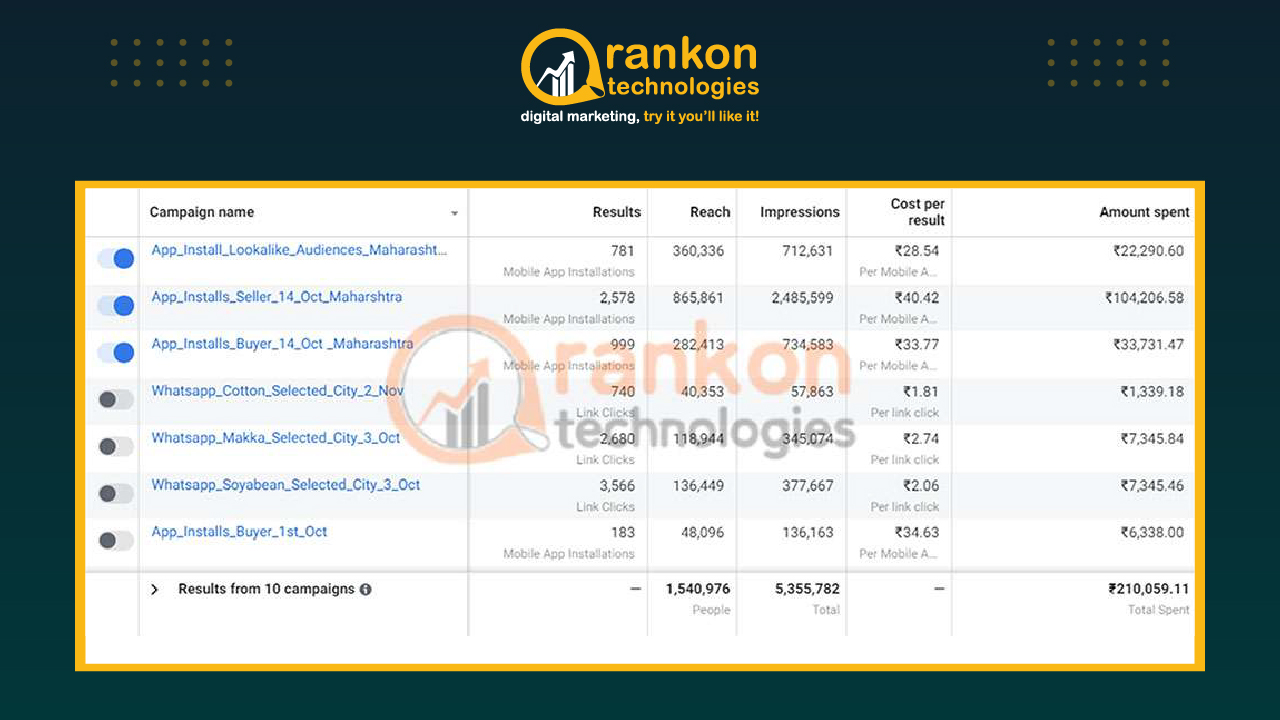 rankon
technologies
digital marketing, try it you'll like it!
Campaign name Results Reach Impressions Cost per result Amount spent
App_Install_Lookalike_Audiences_Maharasht... 781 360,336 712,631 ₹28.54 ₹22,290.60
Mobile App Installations Per Mobile A...
App_Installs_Seller_14_Oct_Maharshtra 2,578 865,861 2,485,599 ₹40.42 ₹104,206.58
Mobile App Installations Per Mobile A...
App_Installs_Buyer_14_Oct _Maharashtra 999 282,413 734,583 ₹33.77 ₹33,731.47
Mobile App Installations Per Mobile A...
Whatsapp_Cotton_Selected_City_2_Nov 740 40,353 57,863 ₹1.81 ₹1,339.18
Link Clicks Per link click
Whatsapp_Makka_Selected_City_3_Oct 2,680 118,944 345,074 ₹2.74 ₹7,345.84
Link Clicks Per link click
Whatsapp_Soyabean_Selected_City_3_Oct 3,566 136,449 377,667 ₹2.06 ₹7,345.46
Link Clicks Per link click
App_Installs_Buyer_1st_Oct 183 48,096 136,163 ₹34.63 ₹6,338.00
Mobile App Installations Per Mobile A...
Results from 10 campaigns — 1,540,976 5,355,782 — ₹210,059.11
People Total Total Spent
rankon
technologies